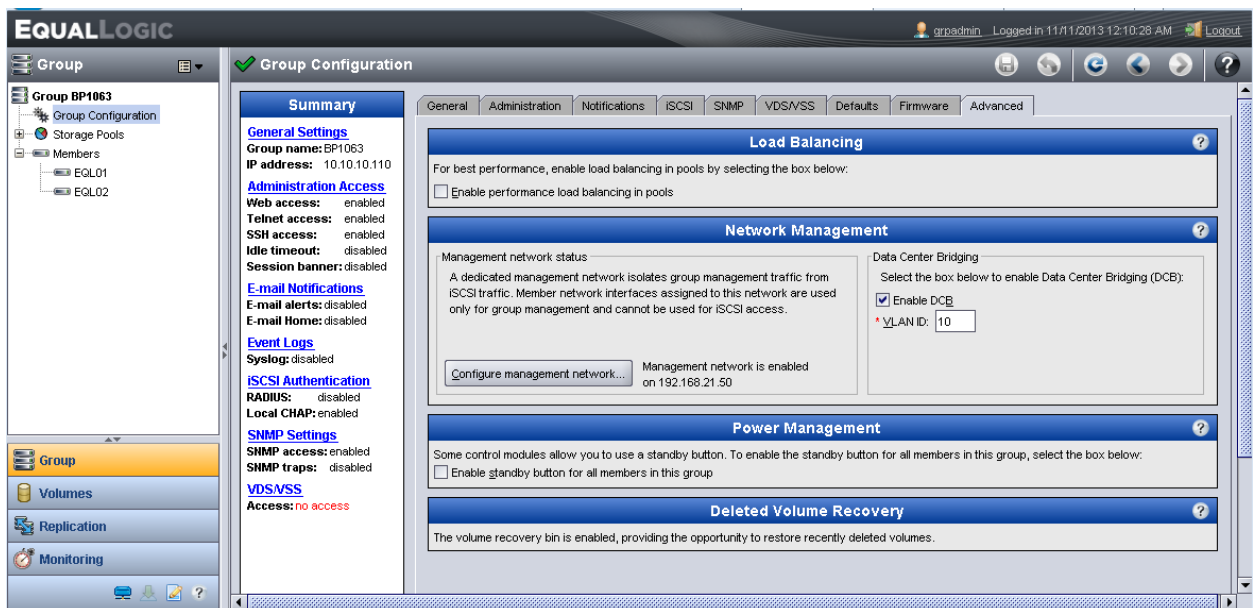 EQUALLOGIC
grpadmin Logged in 11/11/2013 12:10:28 AM Logout
Group
Group Configuration
Group BP1063
Group Configuration
Storage Pools
Members
EQL01
EQL02
Group
Volumes
Replication
Monitoring
Summary
General Settings
Group name: BP1063
IP address: 10.10.10.110
Administration Access
Web access: enabled
Telnet access: enabled
SSH access: enabled
Idle timeout: disabled
Session banner: disabled
E-mail Notifications
E-mail alerts: disabled
E-mail Home: disabled
Event Logs
Syslog: disabled
iSCSI Authentication
RADIUS: disabled
Local CHAP: enabled
SNMP Settings
SNMP access: enabled
SNMP traps: disabled
VDS/VSS
Access: no access
General Administration Notifications iSCSI SNMP VDS/VSS Defaults Firmware Advanced
Load Balancing
For best performance, enable load balancing in pools by selecting the box below:
Enable performance load balancing in pools
Network Management
Management network status
A dedicated management network isolates group management traffic from
iSCSI traffic. Member network interfaces assigned to this network are used
only for group management and cannot be used for iSCSI access.
Configure management network...
Management network is enabled
on 192.168.21.50
Data Center Bridging
Select the box below to enable Data Center Bridging (DCB):
Enable DCB
* VLAN ID: 10
Power Management
Some control modules allow you to use a standby button. To enable the standby button for all members in this group, select the box below:
Enable standby button for all members in this group
Deleted Volume Recovery
The volume recovery bin is enabled, providing the opportunity to restore recently deleted volumes.